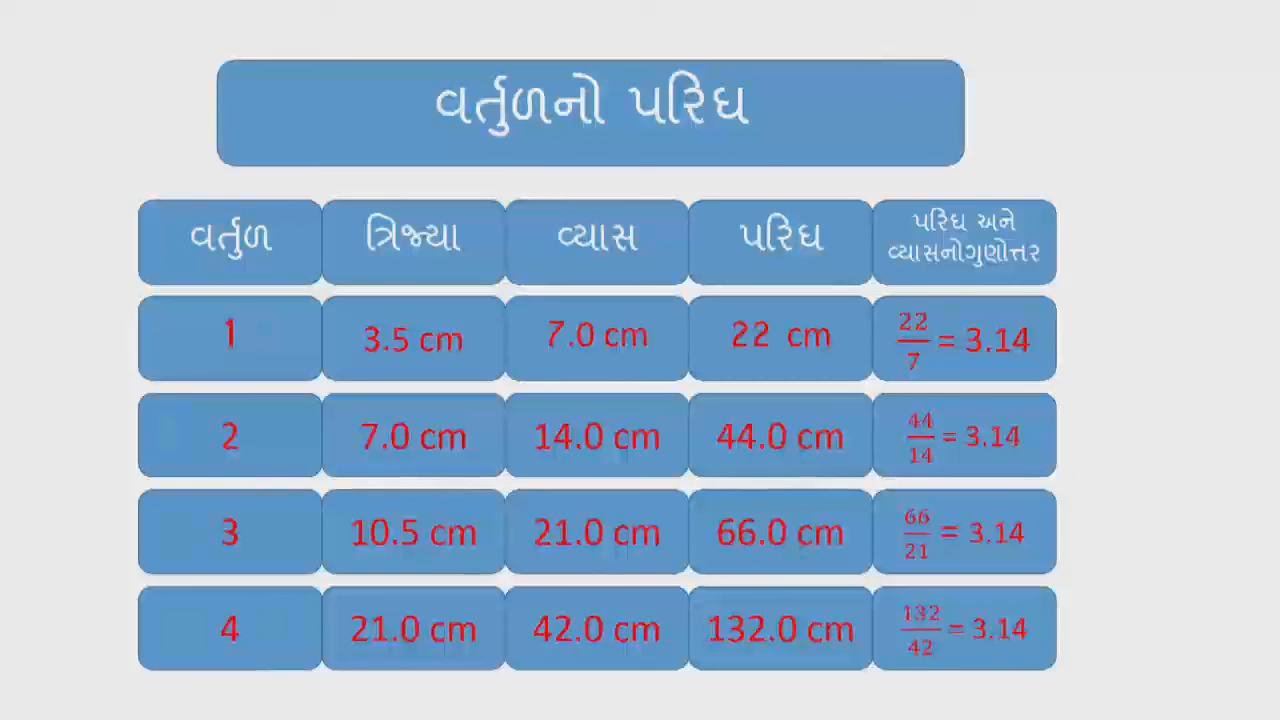 વર્તુળનો પરિઘ
વર્તુળ ત્રિજ્યા વ્યાસ પરિઘ પરિઘ અને
વ્યાસનોગુણોત્તર
1 3.5 cm 7.0 cm 22 cm 22/7 = 3.14
2 7.0 cm 14.0 cm 44.0 cm 44/14 = 3.14
3 10.5 cm 21.0 cm 66.0 cm 66/21 = 3.14
4 21.0 cm 42.0 cm 132.0 cm 132/42 = 3.14